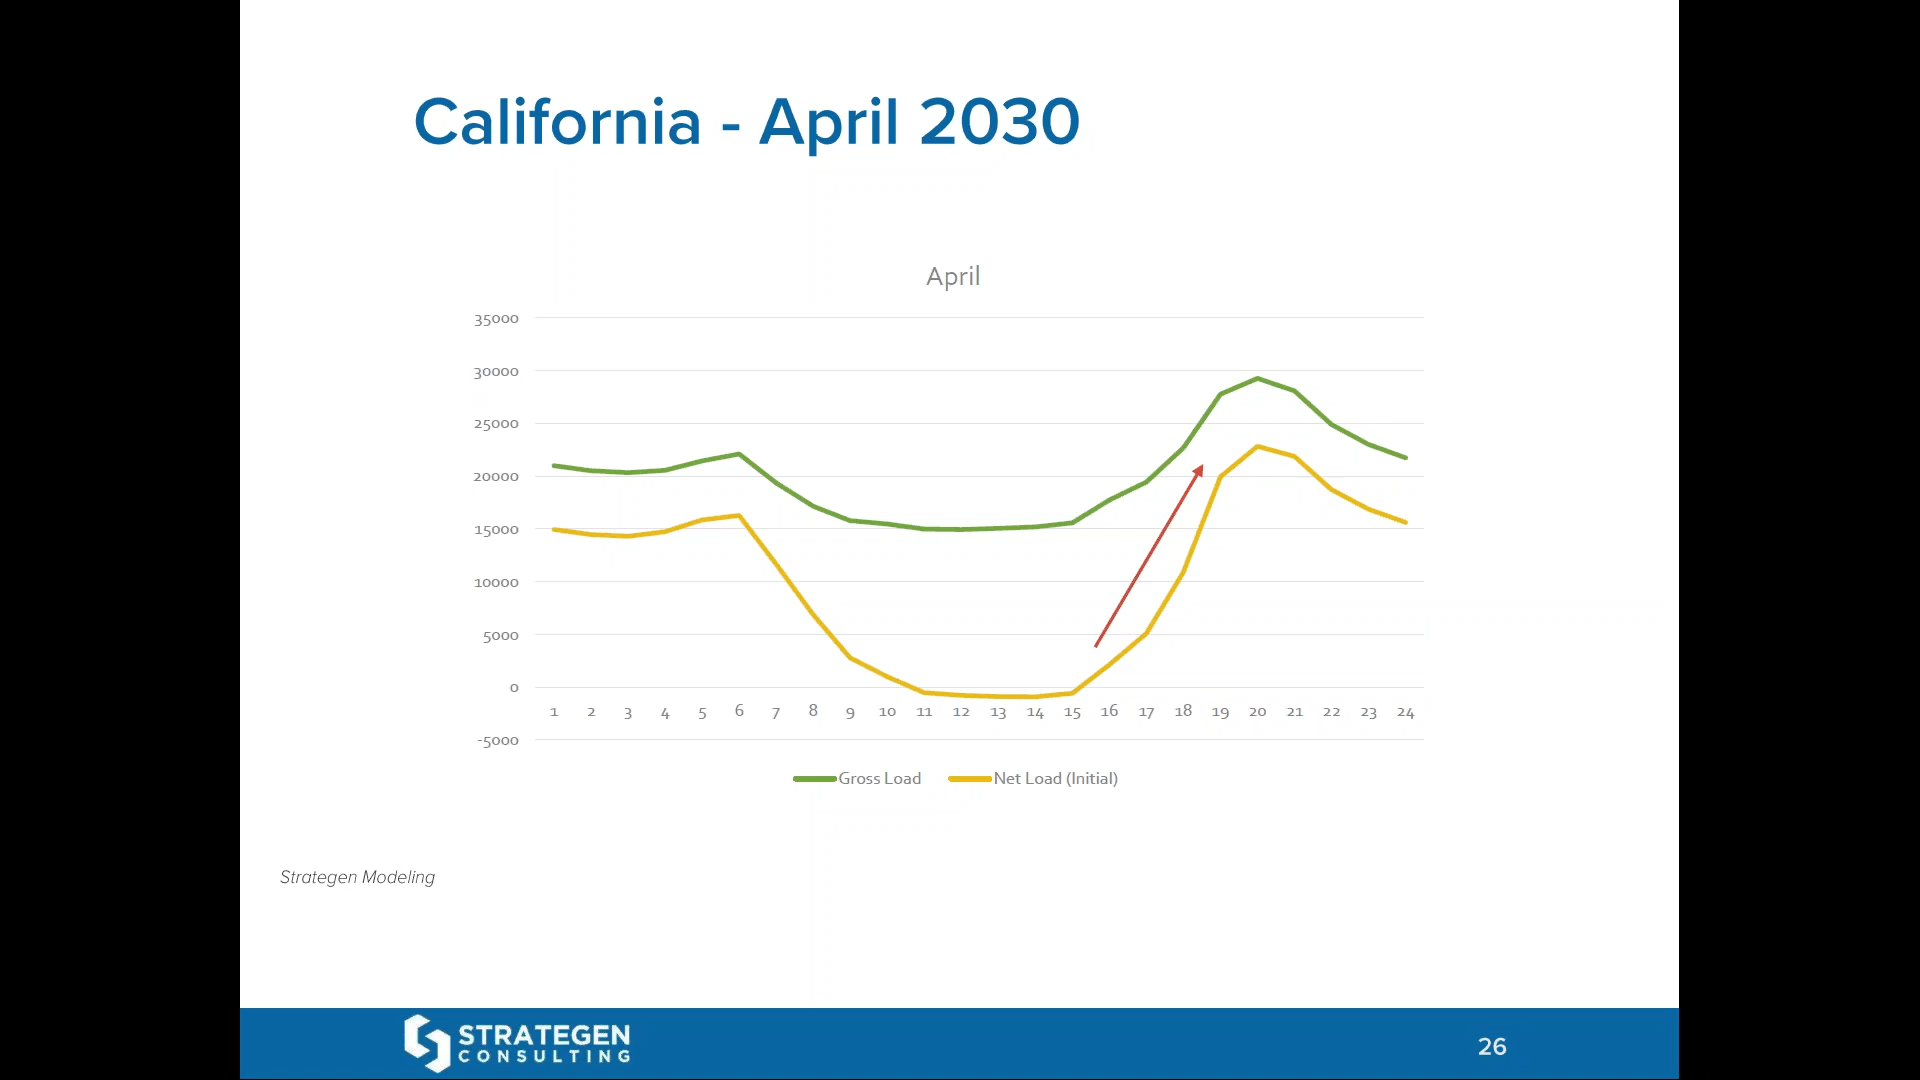 California - April 2030
April
35000
30000
25000
20000
15000
10000
5000
0
1 2 3 4 5 6 7 8 9 10 11 12 13 14 15 16 17 18 19 20 21 22 23 24
-5000
Gross Load Net Load (Initial)
Strategen Modeling
STRATEGEN
CONSULTING
26